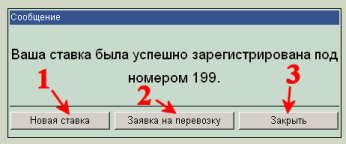 Сообщение
Ваша ставка была успешно зарегистрирована под
номером 199.
1 2 3
Новая ставка Заявка на перевозку Закрыть